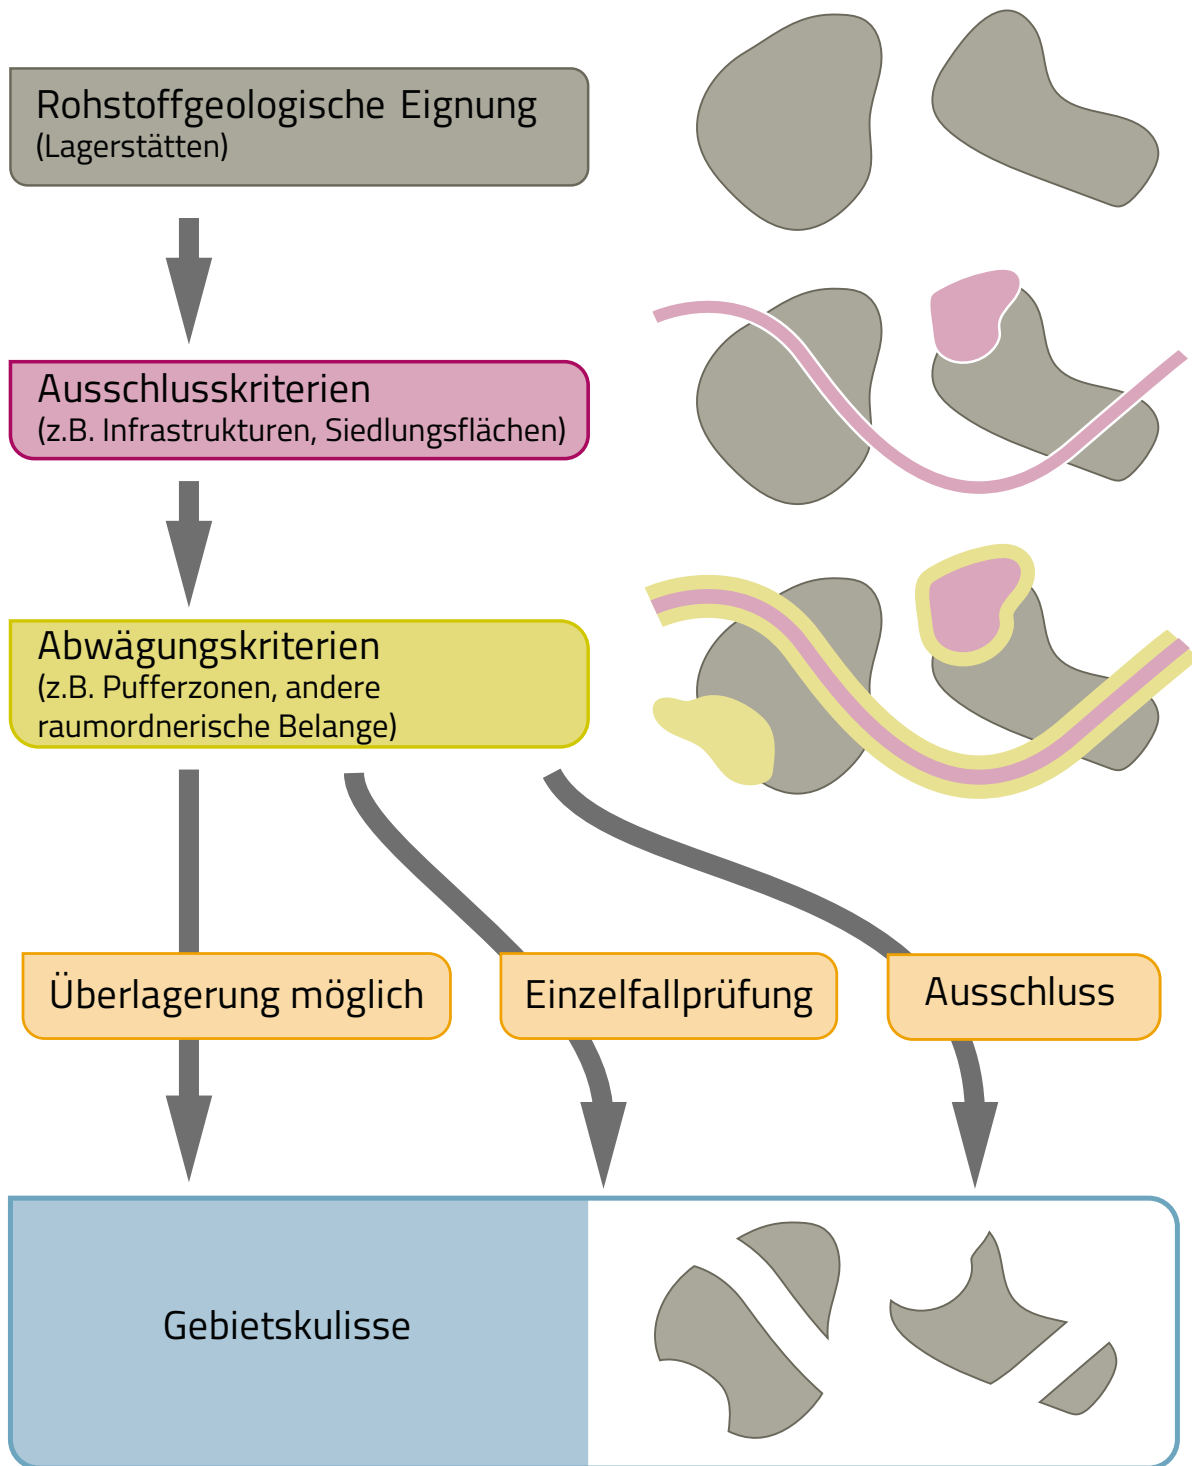 Rohstoffgeologische Eignung
(Lagerstätten)
Ausschlusskriterien
(z.B. Infrastrukturen, Siedlungsflächen)
Abwägungskriterien
(z.B. Pufferzonen, andere
raumordnerische Belange)
Überlagerung möglich
Einzelfallprüfung
Ausschluss
Gebietskulisse